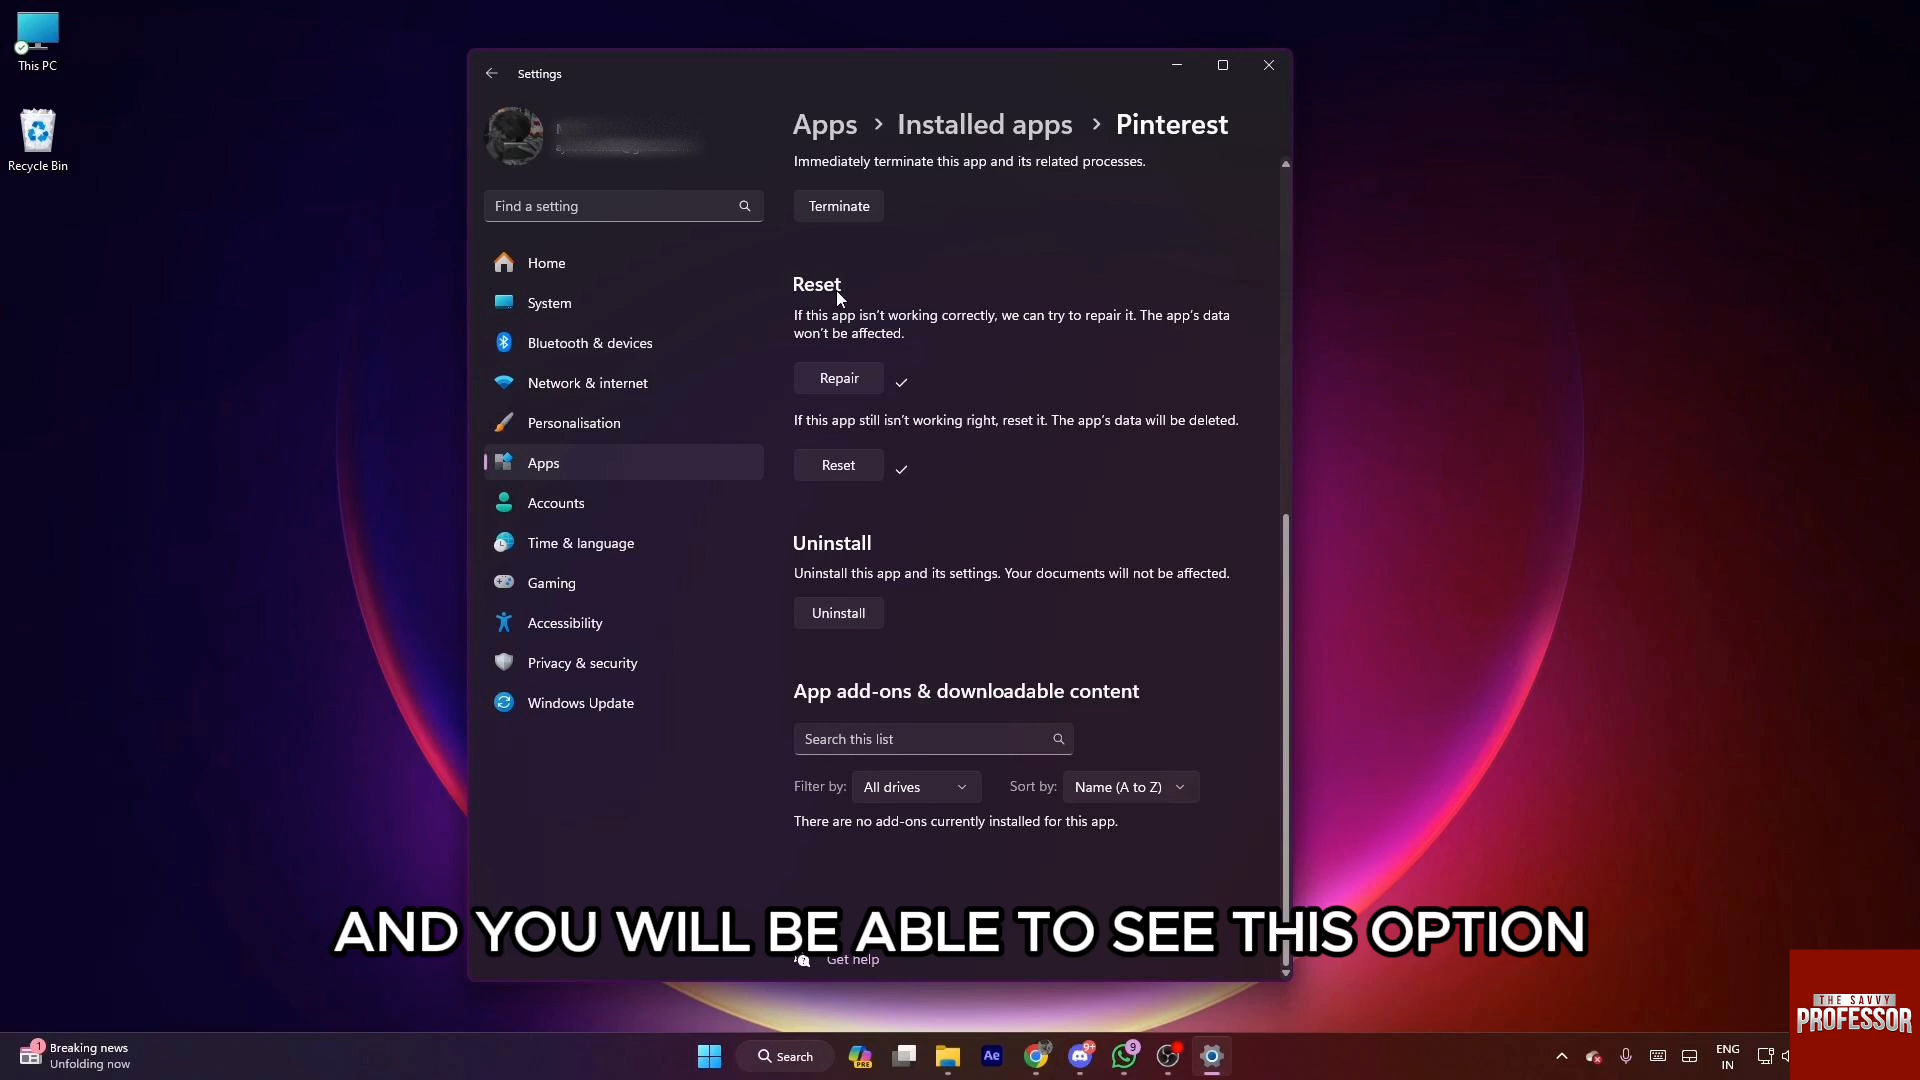 This PC
Recycle Bin
Settings
Apps > Installed apps > Pinterest
Immediately terminate this app and its related processes.
Find a setting
Terminate
Home
System
Bluetooth & devices
Network & internet
Personalisation
Apps
Accounts
Time & language
Gaming
Accessibility
Privacy & security
Windows Update
Reset
If this app isn't working correctly, we can try to repair it. The app's data
won't be affected.
Repair
If this app still isn't working right, reset it. The app's data will be deleted.
Reset
Uninstall
Uninstall this app and its settings. Your documents will not be affected.
Uninstall
App add-ons & downloadable content
Search this list
Filter by: All drives Sort by: Name (A to Z)
There are no add-ons currently installed for this app.
AND YOU WILL BE ABLE TO SEE THIS OPTION
Get help
THE SAVVY
PROFESSOR
1
Breaking news
Unfolding now
Search
PRE
Ae
9+
9
ENG
IN